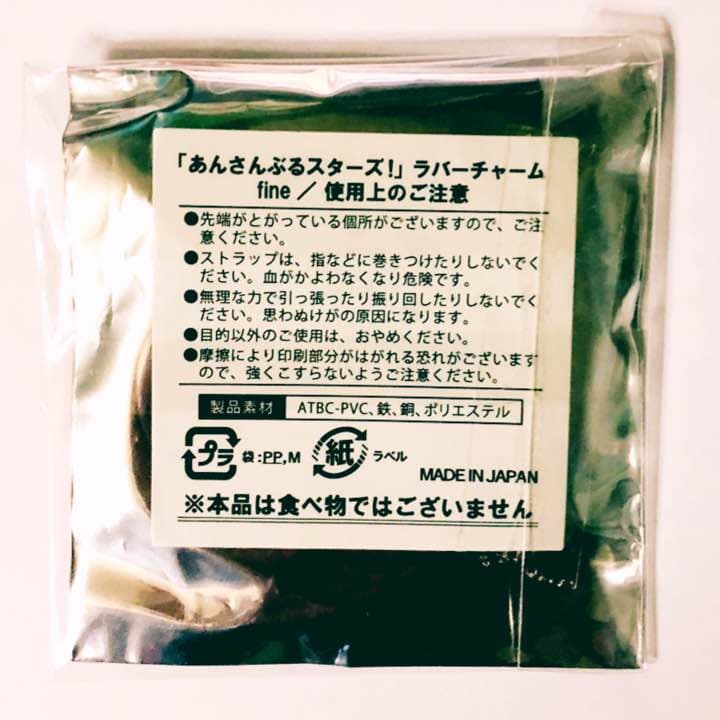 「あんさんぶるスターズ!」ラバーチャーム
fine / 使用上のご注意
●先端がとがっている個所がございますので、ご注
意ください。
●ストラップは、指などに巻きつけたりしないでく
ださい。血がかよわなくなり危険です。
●無理な力で引っ張ったり振り回したりしないでく
ださい。思わぬけがの原因になります。
●目的以外のご使用は、おやめください。
●摩擦により印刷部分がはがれる恐れがございます
ので、強くこすらないようご注意ください。
製品素材 ATBC-PVC、鉄、銅、ポリエステル
プラ 袋:PP,M 紙 ラベル
MADE IN JAPAN
※本品は食べ物ではございません